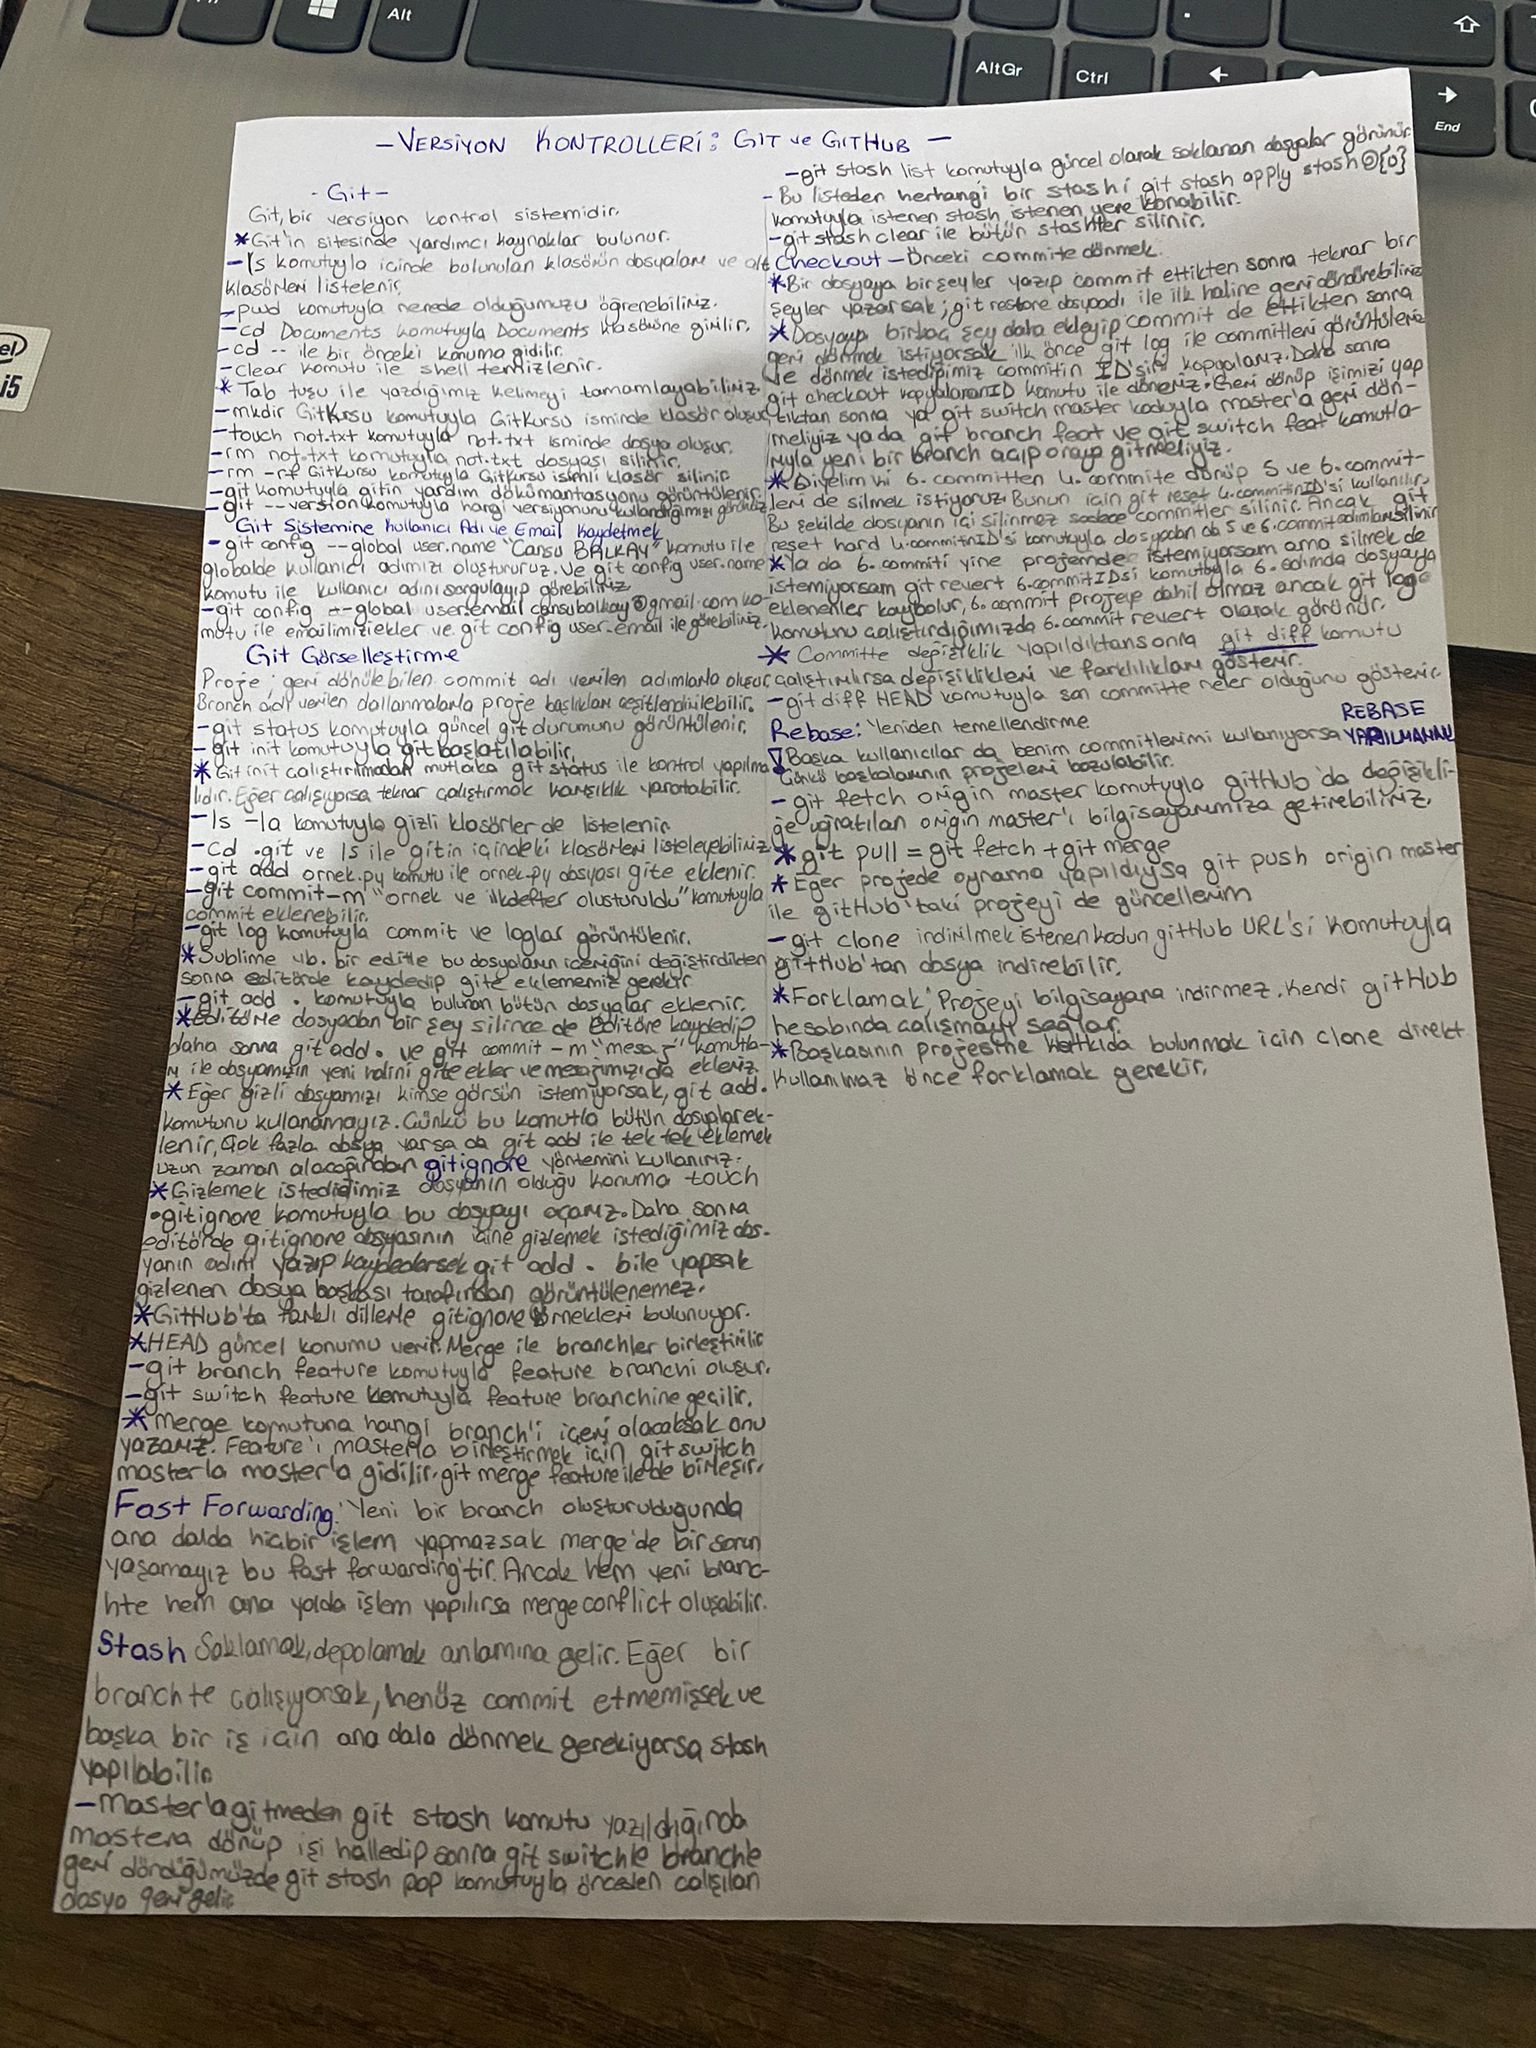 Alt
AltGr
Ctrl
End
el
i5
- VERSİYON KONTROLLERİ: GIT ve GITHUB -
- Git -
Git, bir versiyon kontrol sistemidir.
*Git'in sitesinde yardımcı kaynaklar bulunur.
-ls komutuyla içinde bulunulan klasörün dosyaları ve alt
klasörleri listelenir.
-pwd komutuyla nerede olduğumuzu öğrenebiliriz.
-cd Documents komutuyla Documents klasörüne girilir.
-cd -- ile bir önceki konuma gidilir.
-clear komutu ile shell temizlenir.
* Tab tuşu ile yazdığımız kelimeyi tamamlayabiliriz.
-mkdir GitKursu komutuyla GitKursu isminde klasör oluşur.
-touch not.txt komutuyla not.txt isminde dosya oluşur.
-rm not.txt komutuyla not.txt dosyası silinir.
-rm -rf GitKursu komutuyla GitKursu isimli klasör silinir.
-git komutuyla gitin yardım dökümantasyonu görüntülenir.
-git --version komutuyla hangi versiyonunu kullandığımızı görürüz.
Git Sistemine Kullanıcı Adı ve Email kaydetmek
-git config --global user.name "Cansu BALKAY" komutu ile
globalde kullanıcı adımızı oluştururuz. Ve git config user.name
komutu ile kullanıcı adını sorgulayıp görebiliriz.
-git config --global user.email cansubalkay@gmail.com ko-
mutu ile emailimizi ekler ve git config user.email ile görebiliriz.
Git Görselleştirme
Proje; geri dönülebilen commit adı verilen adımlarla oluşur.
Branch adı verilen dallanmalarla proje başlıkları çeşitlendirilebilir.
-git status komutuyla güncel git durumunu görüntülenir.
-git init komutuyla git başlatılabilir.
*Git init çalıştırılmadan mutlaka git status ile kontrol yapılma
lıdır. Eğer çalışıyorsa tekrar çalıştırmak karışıklık yaratabilir.
-ls -la komutuyla gizli klasörler de listelenir.
-cd .git ve ls ile gitin içindeki klasörleri listeleyebiliriz
-git add ornek.py komutu ile ornek.py dosyası gite eklenir.
-git commit -m "ornek ve ilkdefter oluşturuldu" komutuyla
commit eklenebilir.
-git log komutuyla commit ve loglar görüntülenir.
*Sublime vb. bir editle bu dosyaların içeriğini değiştirdikten
sonra editörde kaydedip gite eklememiz gerekir
-git add . komutuyla bulunan bütün dosyalar eklenir.
*Editörle dosyadan bir şey silince de Editöre kaydedip
daha sonra git add . ve git commit -m "mesaj" komutla-
rı ile dosyamızın yeni halini gite ekler ve mesajımızı da ekleriz.
* Eğer gizli dosyamızı kimse görsün istemiyorsak, git add.
komutunu kullanamayız. Çünkü bu komutla bütün dosyalar ek-
lenir, Çok fazla dosya varsa da git add ile tek tek eklemek
uzun zaman alacağından gitignore yöntemini kullanırız.
*Gizlemek istediğimiz dosyanın olduğu konuma touch
.gitignore komutuyla bu dosyayı açarız. Daha sonra
editörde gitignore dosyasının içine gizlemek istediğimiz dos-
yanın adını yazıp kaydedersek git add . bile yapsak
gizlenen dosya başkası tarafından görüntülenemez.
*GitHub'ta farklı dillerle gitignore örnekleri bulunuyor.
*HEAD güncel konumu verir. Merge ile branchler birleştirilir
-git branch feature komutuyla feature branchi oluşur.
-git switch feature komutuyla feature branchine geçilir.
*Merge komutuna hangi branch'i içeri alacaksak onu
yazarız. Feature'ı masterla birleştirmek için git switch
masterla master'a gidilir. git merge feature ile de birleşir.
Fast Forwarding: Yeni bir branch oluşturulduğunda
ana dalda hiçbir işlem yapmazsak merge'de bir sorun
yaşamayız bu fast forwarding'tir. Ancak hem yeni branc-
hte hem ana yolda işlem yapılırsa merge conflict oluşabilir.
Stash Saklamak, depolamak anlamına gelir. Eğer bir
branchte çalışıyorsak, henüz commit etmemişsek ve
başka bir iş için ana dala dönmek gerekiyorsa stash
yapılabilir.
-Master'a gitmeden git stash komutu yazıldığında
mastera dönüp işi halledip sonra git switchle branchle
geri döndüğümüzde git stash pop komutuyla önceden çalışılan
dosya geri gelir.
-git stash list komutuyla güncel olarak saklanan dosyalar görünür.
-Bu listeden herhangi bir stashi git stash apply stash@{0}
komutuyla istenen stash istenen yere konabilir.
-git stash clear ile bütün stashler silinir.
Checkout - Önceki commite dönmek.
*Bir dosyaya bir şeyler yazıp commit ettikten sonra tekrar bir
şeyler yazarsak; git restore dosyaadı ile ilk haline geri döndürebiliriz
*Dosyaya birkaç şey daha ekleyip commit de ettikten sonra
geri dönmek istiyorsak ilk önce git log ile committleri görüntüleriz
ve dönmek istediğimiz commitin ID'sini kopyalarız. Daha sonra
git checkout kopyalananID komutu ile döneriz. Geri dönüp işimizi yap
tıktan sonra ya git switch master koduyla master'a geri dön-
meliyiz ya da git branch feat ve git switch feat komutla-
rıyla yeni bir branch açıp oraya gitmeliyiz.
*Diyelim ki 6. committen 4. commite dönüp 5 ve 6. commit-
leri de silmek istiyoruz. Bunun için git reset 4.commitinID'si kullanılır.
Bu şekilde dosyanın içi silinmez sadece commitler silinir. Ancak git
reset hard 4.commitinID'si komutuyla dosyadan da 5 ve 6. commit adımları silinir
*Ya da 6. commiti yine projemde istemiyorsam ama silmek de
istemiyorsam git revert 6.commitIDsi komutuyla 6. adımda dosyaya
eklenenler kaybolur, 6. commit projeye dahil olmaz ancak git log
komutunu çalıştırdığımızda 6. commit revert olarak görünür.
* Committe değişiklik yapıldıktan sonra git diff komutu
çalıştırılırsa değişiklikleri ve farklılıkları gösterir.
-git diff HEAD komutuyla son committe neler olduğunu gösterir.
Rebase: Yeniden temellendirme
Başka kullanıcılar da benim commitlerimi kullanıyorsa REBASE YAPILMAMALI
Çünkü başkalarının projeleri bozulabilir.
- git fetch origin master komutuyla gitHub'da değişikli-
ğe uğratılan origin master'ı bilgisayarımıza getirebiliriz.
*git pull = git fetch + git merge
* Eğer projede oynama yapıldıysa git push origin master
ile gitHub'taki projeyi de güncellerim
- git clone indirilmek istenen kodun gitHub URL'si komutuyla
gitHub'tan dosya indirebilir.
*Forklamak Projeyi bilgisayara indirmez. Kendi gitHub
hesabında çalışmayı sağlar.
*Başkasının projesine katkıda bulunmak için clone direkt
kullanılmaz önce forklamak gerekir.